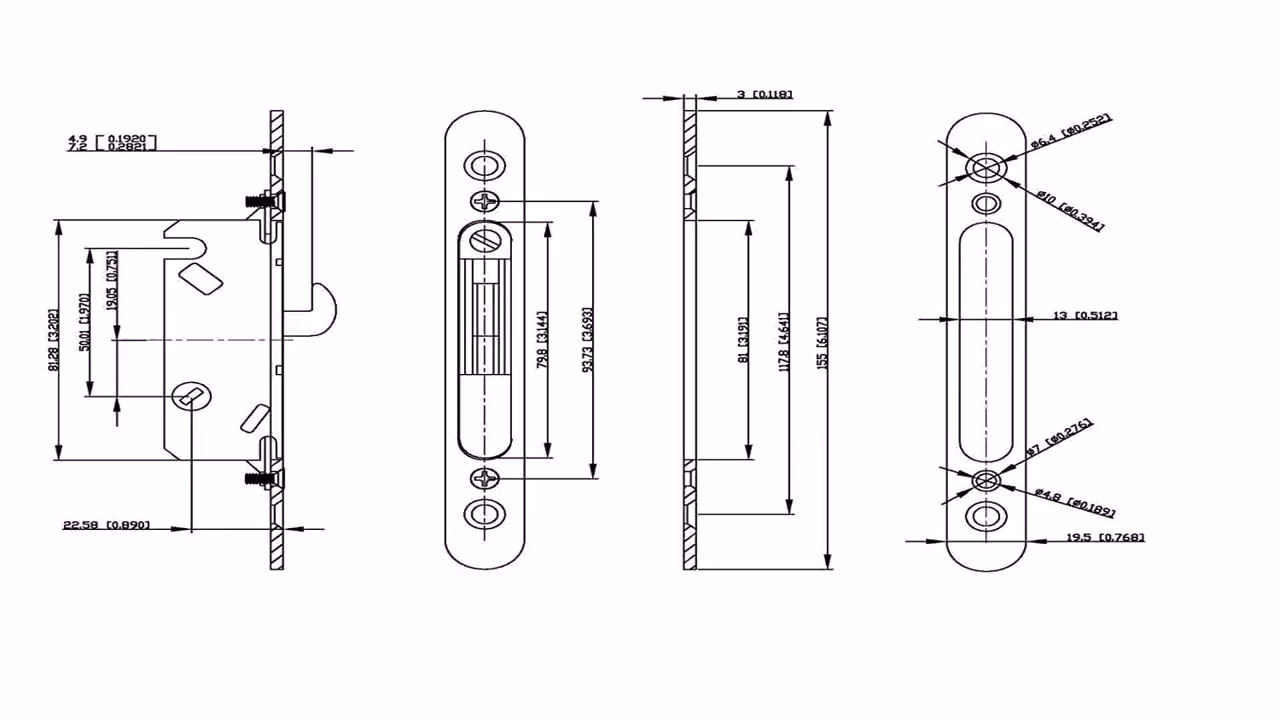 4.9 [ 0.1920 ]
7.2 [ 0.2821 ]
81.28 [3.202]
50.01 [1.970]
19.05 [0.751]
22.58 [0.890]
79.8 [3.144]
93.73 [3.693]
3 [0.118]
81 [3.191]
117.8 [4.641]
155 [6.107]
ø6.4 [ø0.252]
ø10 [ø0.394]
13 [0.512]
ø7 [ø0.276]
ø4.8 [ø0.189]
19.5 [0.768]